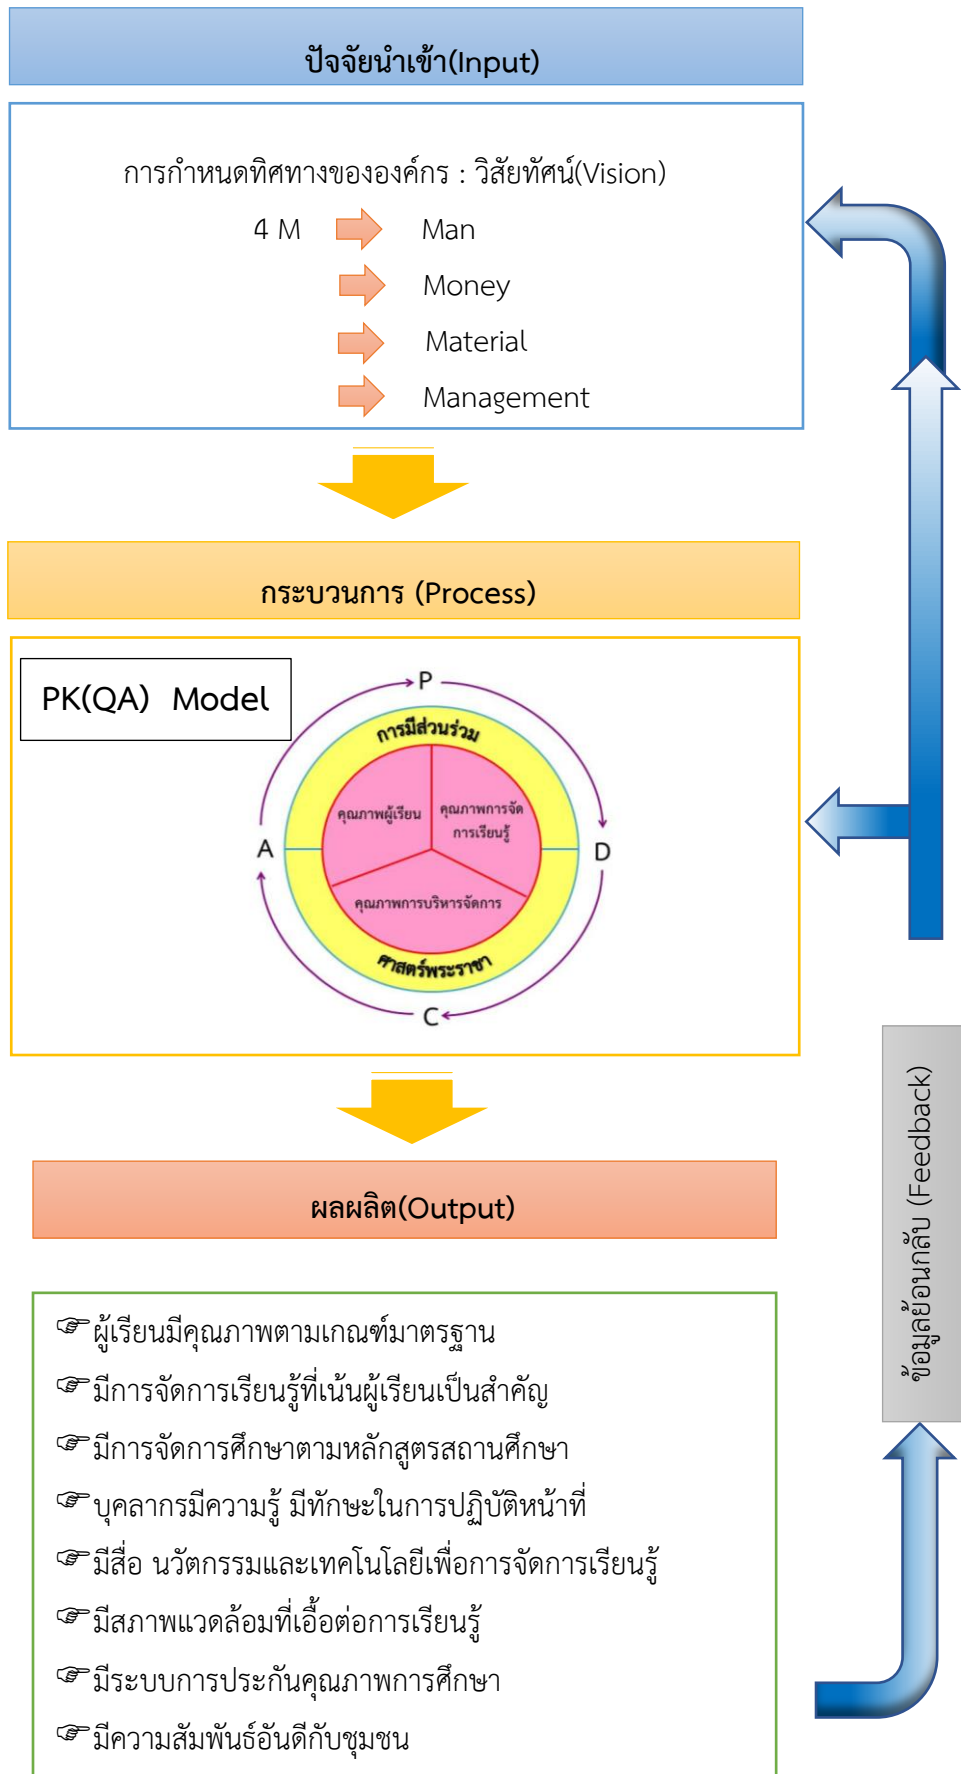 ปัจจัยนำเข้า(Input)
การกำหนดทิศทางขององค์กร : วิสัยทัศน์(Vision)
4 M Man
Money
Material
Management
กระบวนการ (Process)
PK(QA) Model
P
การมีส่วนร่วม
คุณภาพผู้เรียน
คุณภาพการจัด
การเรียนรู้
A
D
คุณภาพการบริหารจัดการ
ศาสตร์พระราชา
C
ผลผลิต(Output)
ข้อมูลย้อนกลับ (Feedback)
ผู้เรียนมีคุณภาพตามเกณฑ์มาตรฐาน
มีการจัดการเรียนรู้ที่เน้นผู้เรียนเป็นสำคัญ
มีการจัดการศึกษาตามหลักสูตรสถานศึกษา
บุคลากรมีความรู้ มีทักษะในการปฏิบัติหน้าที่
มีสื่อ นวัตกรรมและเทคโนโลยีเพื่อการจัดการเรียนรู้
มีสภาพแวดล้อมที่เอื้อต่อการเรียนรู้
มีระบบการประกันคุณภาพการศึกษา
มีความสัมพันธ์อันดีกับชุมชน